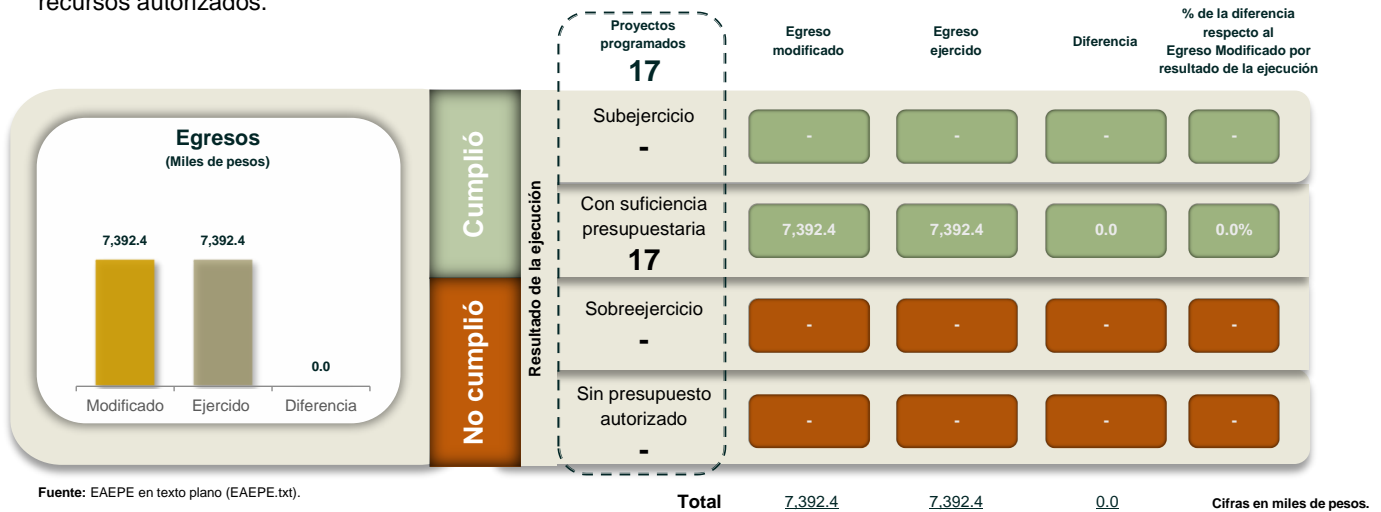 recursos autorizados.
Proyectos
programados
17
Egreso
modificado
Egreso
ejercido
Diferencia
% de la diferencia
respecto al
Egreso Modificado por
resultado de la ejecución
Egresos
(Miles de pesos)
7,392.4
7,392.4
0.0
Modificado
Ejercido
Diferencia
Cumplió
No cumplió
Resultado de la ejecución
Subejercicio
-
- - - -
Con suficiencia
presupuestaria
17
7,392.4 7,392.4 0.0 0.0%
Sobreejercicio
-
- - - -
Sin presupuesto
autorizado
-
- - - -
Fuente: EAEPE en texto plano (EAEPE.txt).
Total 7,392.4 7,392.4 0.0 Cifras en miles de pesos.